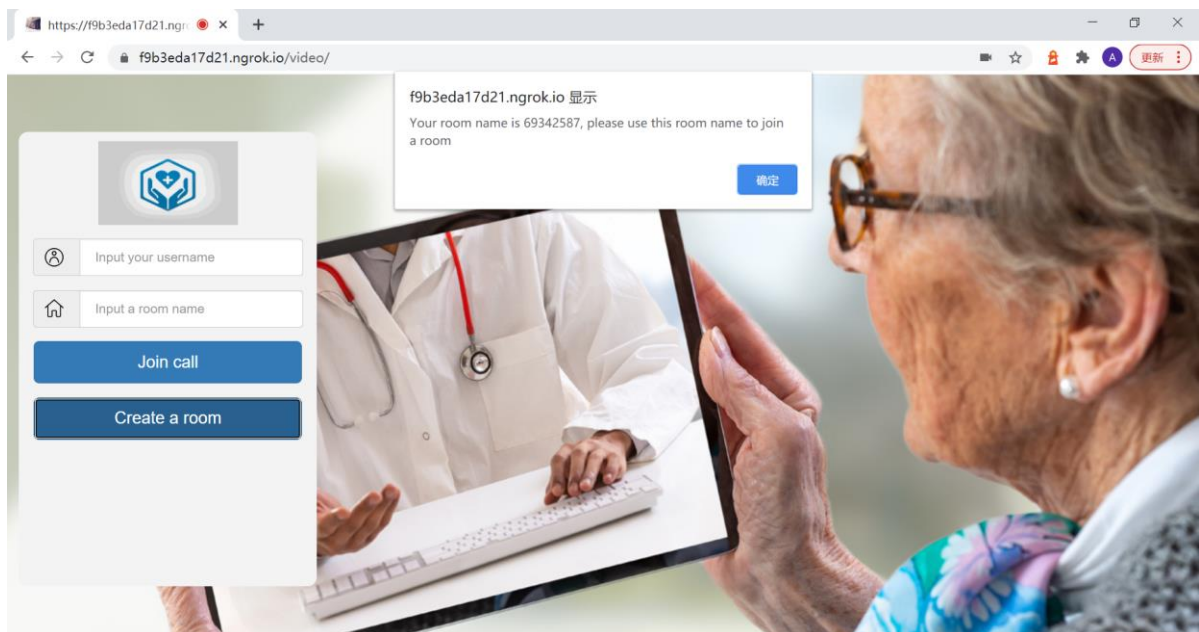 https://f9b3eda17d21.ngrc
f9b3eda17d21.ngrok.io/video/
A
更新
f9b3eda17d21.ngrok.io 显示
Your room name is 69342587, please use this room name to join
a room
确定
Input your username
Input a room name
Join call
Create a room